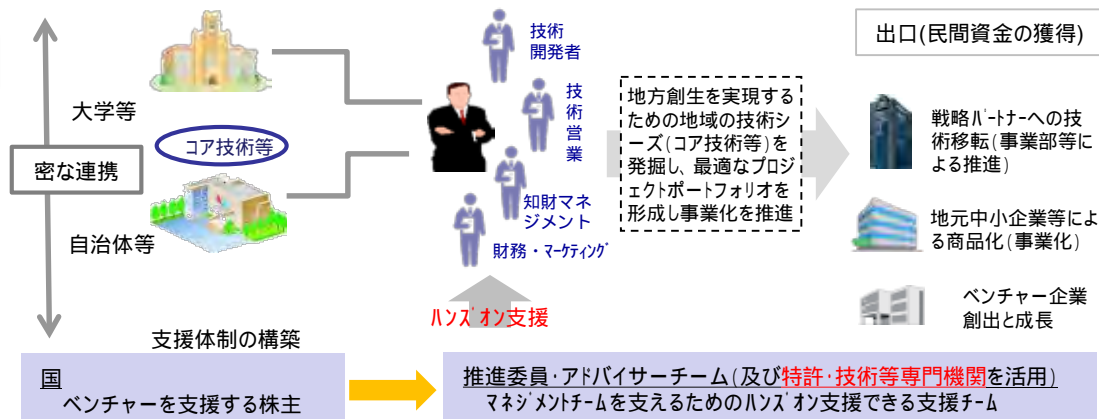 大学等
コア技術等
密な連携
自治体等
技術
開発者
技術営業
知財マネ
ジメント
財務・マーケティング
ハンズオン支援
地方創生を実現する
ための地域の技術シ
ーズ(コア技術等)を
発掘し、最適なプロジ
ェクトポートフォリオを
形成し事業化を推進
出口(民間資金の獲得)
戦略パートナーへの技
術移転(事業部等に
よる推進)
地元中小企業等によ
る商品化(事業化)
ベンチャー企業
創出と成長
支援体制の構築
国
ベンチャーを支援する株主
推進委員・アドバイサーチーム(及び特許・技術等専門機関を活用)
マネジメントチームを支えるためのハンズオン支援できる支援チーム